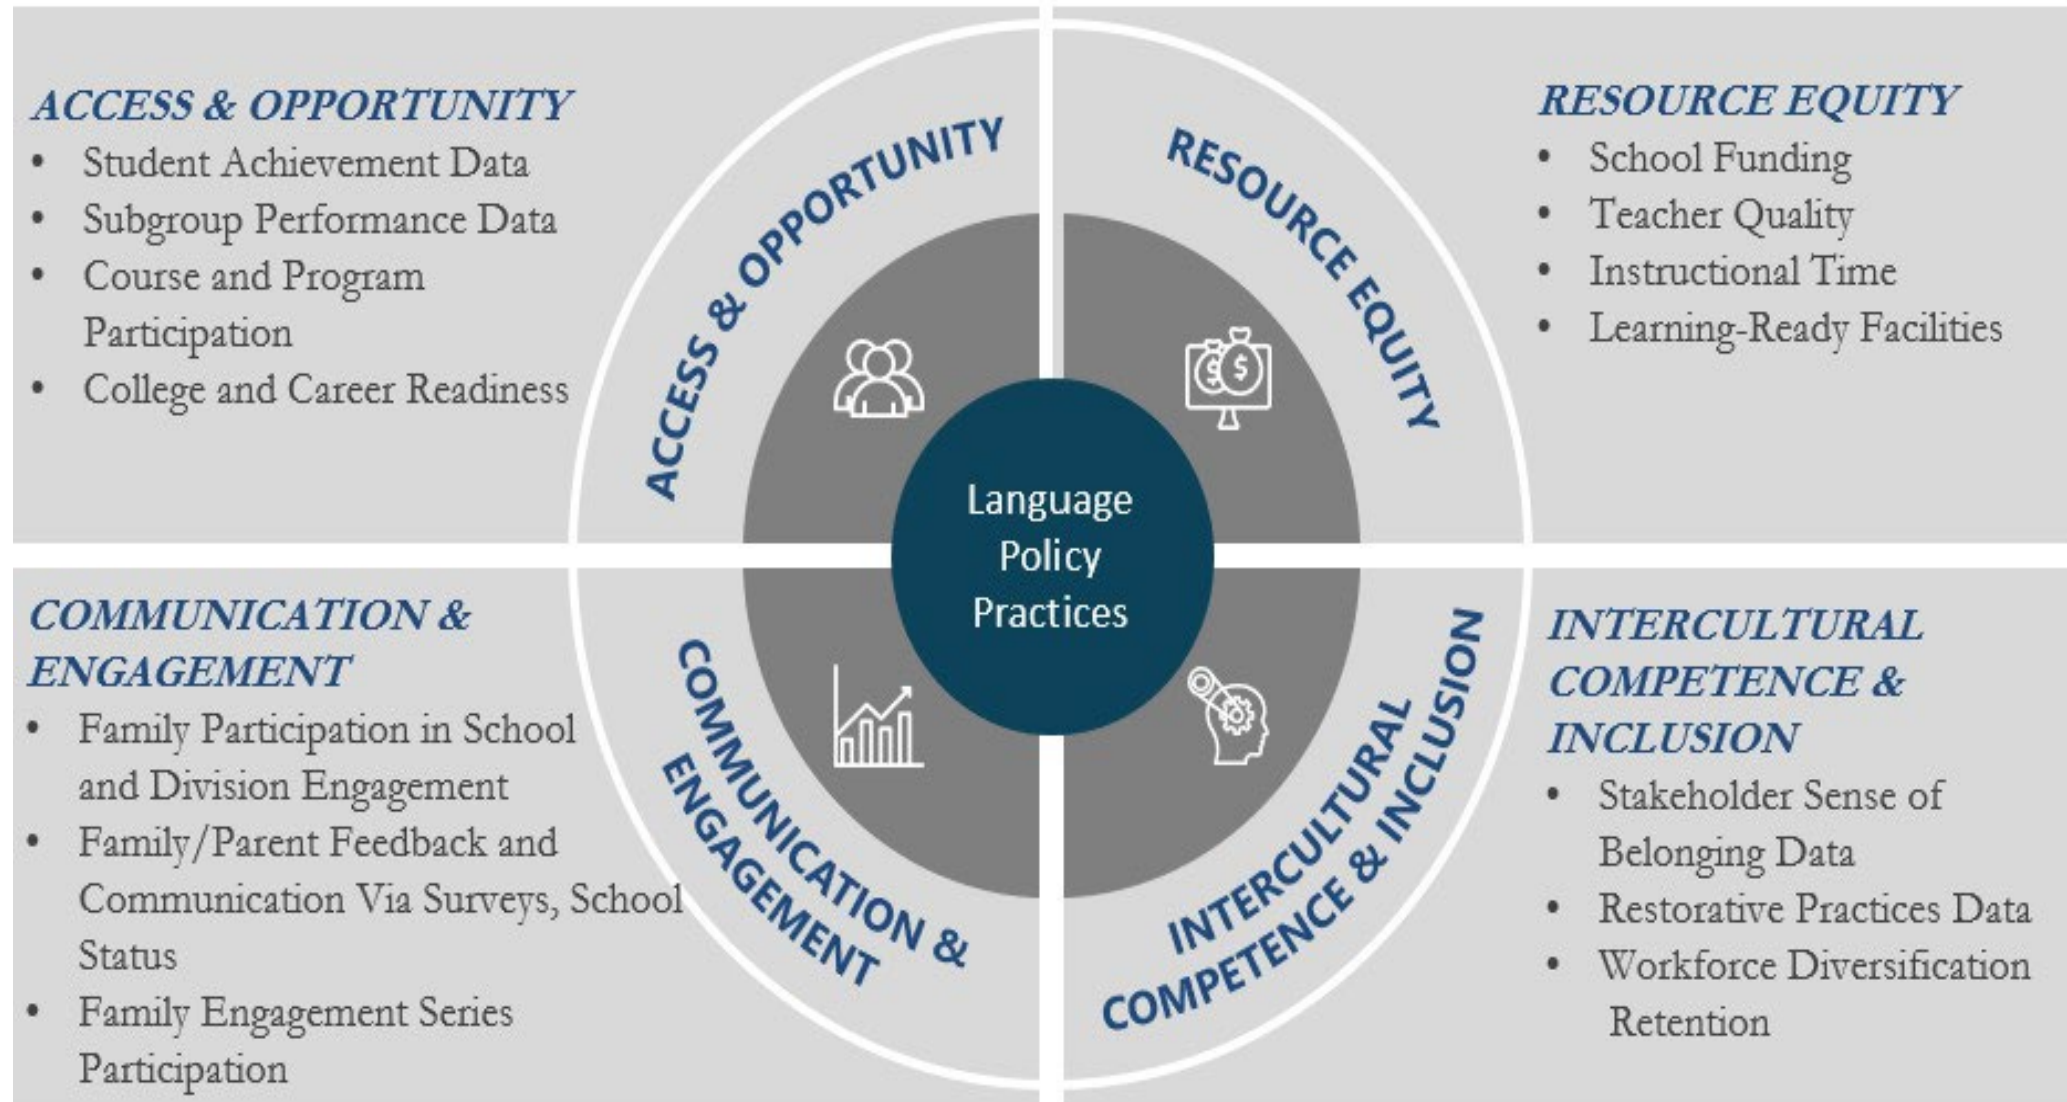 ACCESS & OPPORTUNITY
• Student Achievement Data
• Subgroup Performance Data
• Course and Program
Participation
• College and Career Readiness
RESOURCE EQUITY
• School Funding
• Teacher Quality
• Instructional Time
• Learning-Ready Facilities
ACCESS & OPPORTUNITY
RESOURCE EQUITY
$ $
Language
Policy
Practices
COMMUNICATION &
ENGAGEMENT
INTERCULTURAL
COMPETENCE & INCLUSION
COMMUNICATION &
ENGAGEMENT
• Family Participation in School
and Division Engagement
• Family/Parent Feedback and
Communication Via Surveys, School
Status
• Family Engagement Series
Participation
INTERCULTURAL
COMPETENCE &
INCLUSION
• Stakeholder Sense of
Belonging Data
• Restorative Practices Data
• Workforce Diversification
Retention